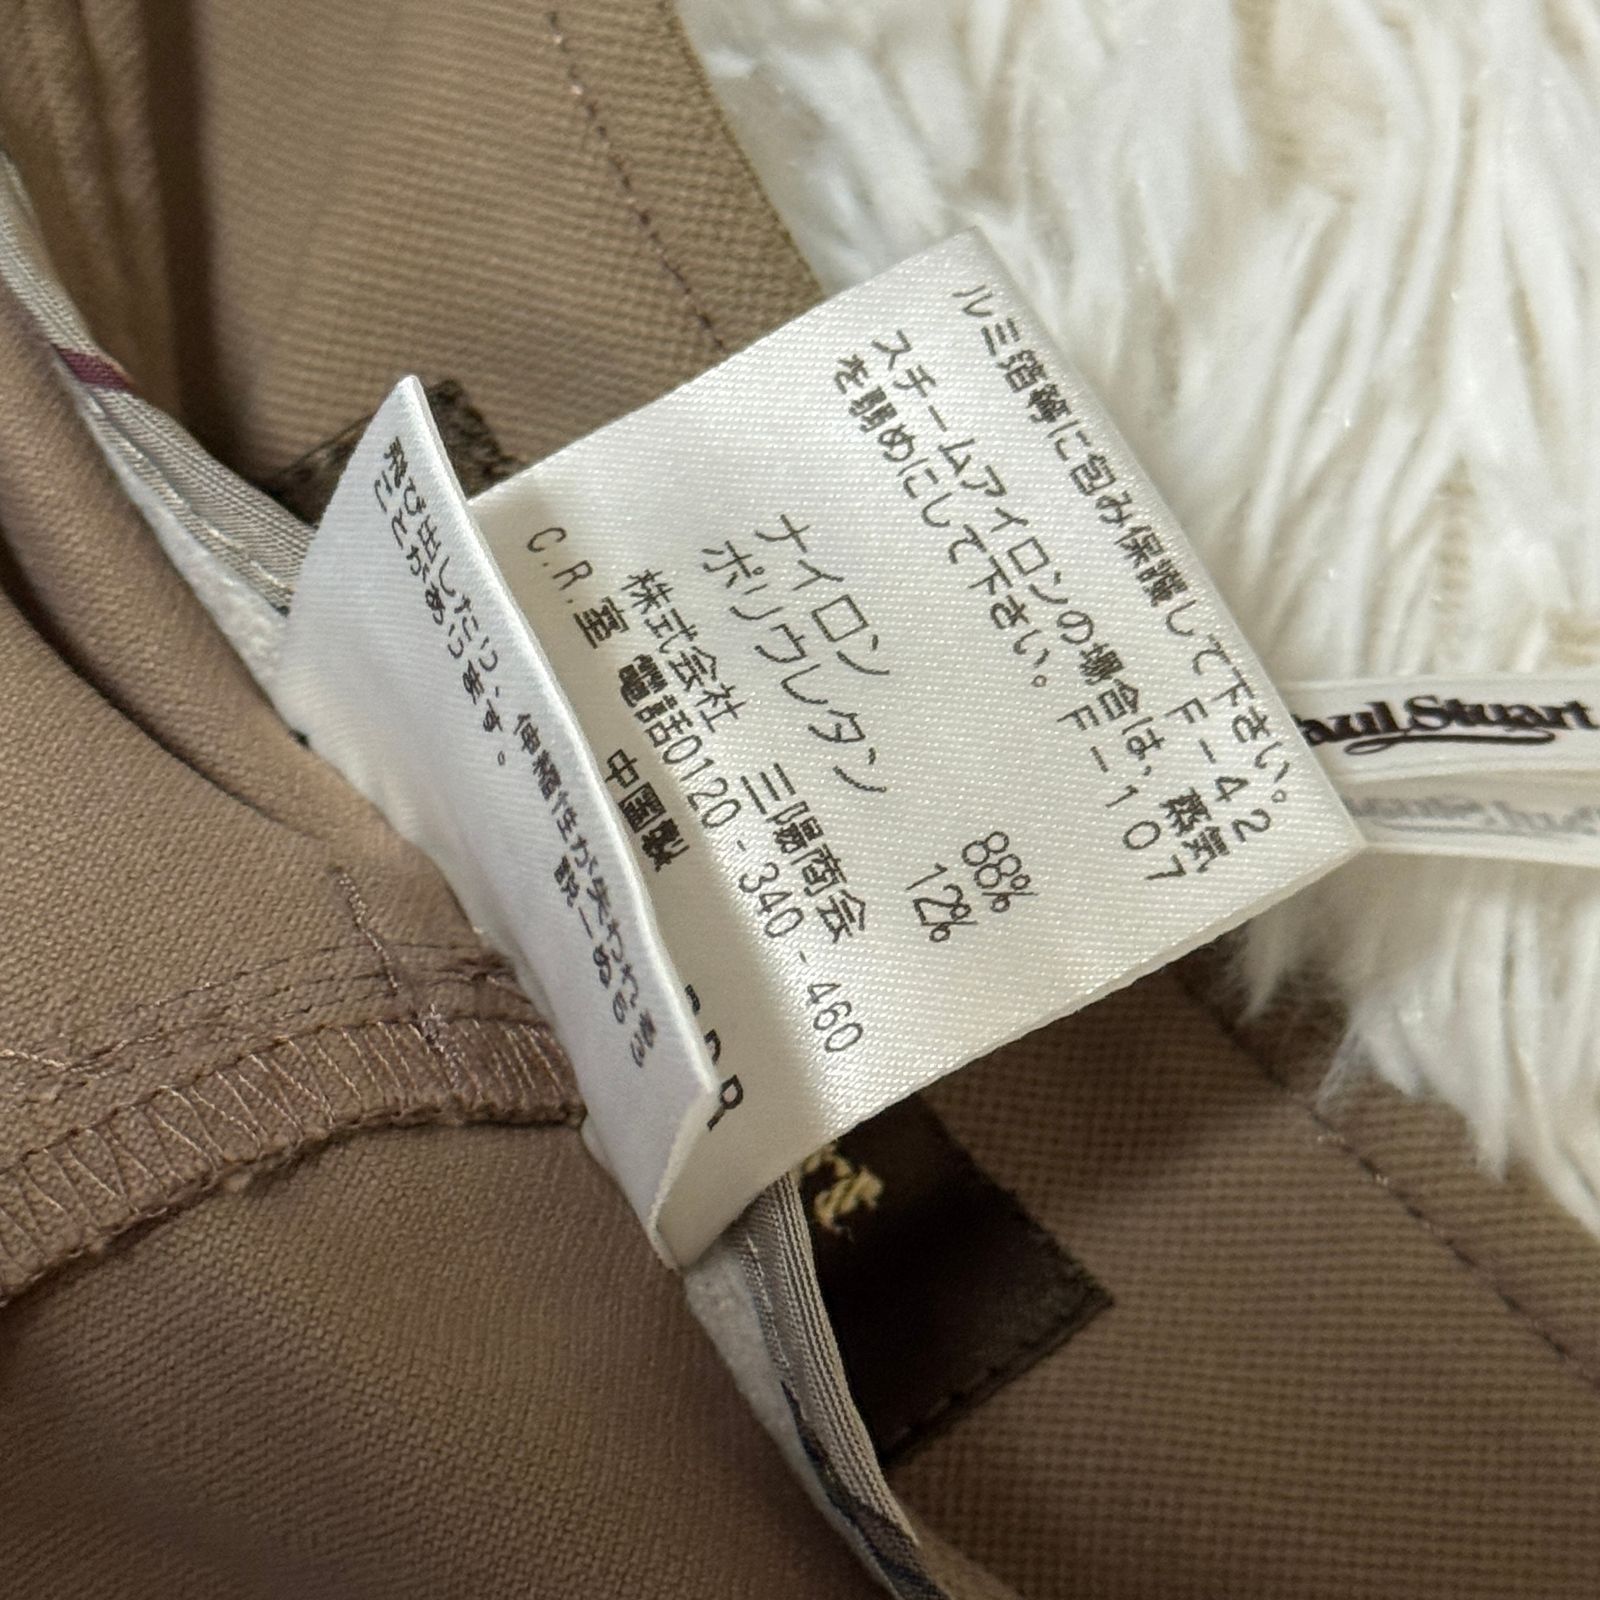 ルミ箔等に包み保護して下さい。
F-42
スチームアイロンの場合は、蒸気
を弱めにして下さい。
F-107
ナイロン 88%
ポリウレタン 12%
株式会社 三陽商会
C.R.室 電話0120-340-460
中国製
飛び出したり、伸縮性が失われる
ことがあります。
aul Stuart